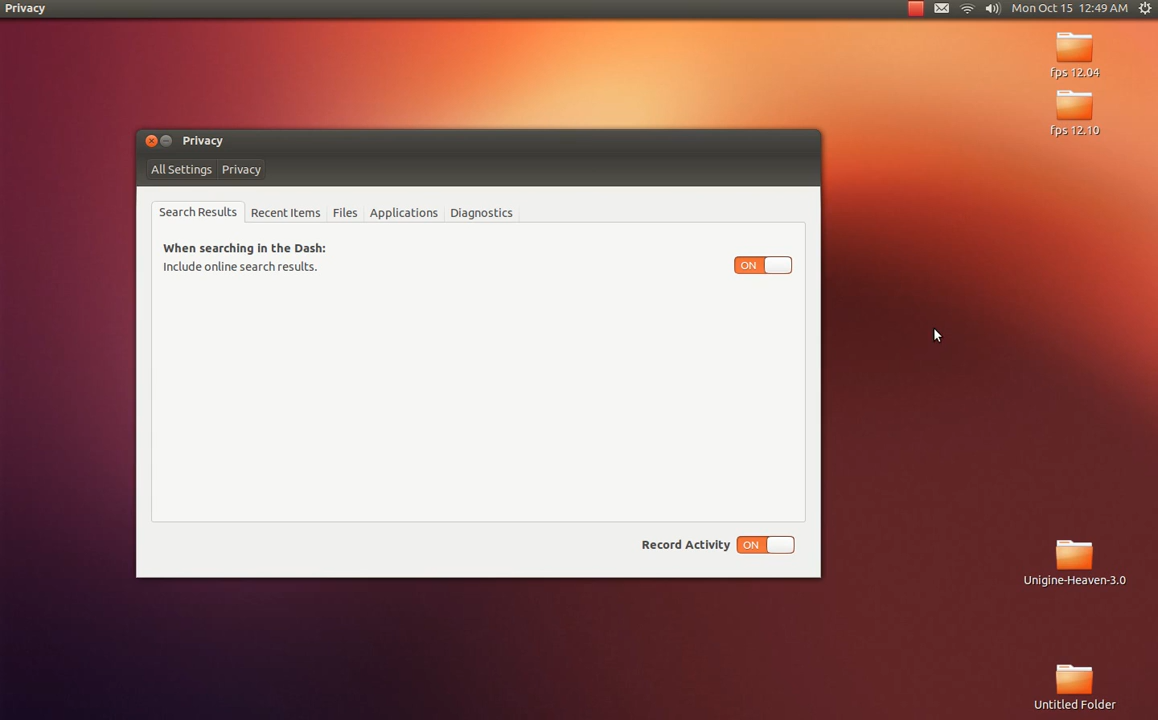 Privacy
Mon Oct 15 12:49 AM
fps 12.04
fps 12.10
Privacy
All Settings Privacy
Search Results Recent Items Files Applications Diagnostics
When searching in the Dash:
Include online search results.
ON
Record Activity ON
Unigine-Heaven-3.0
Untitled Folder